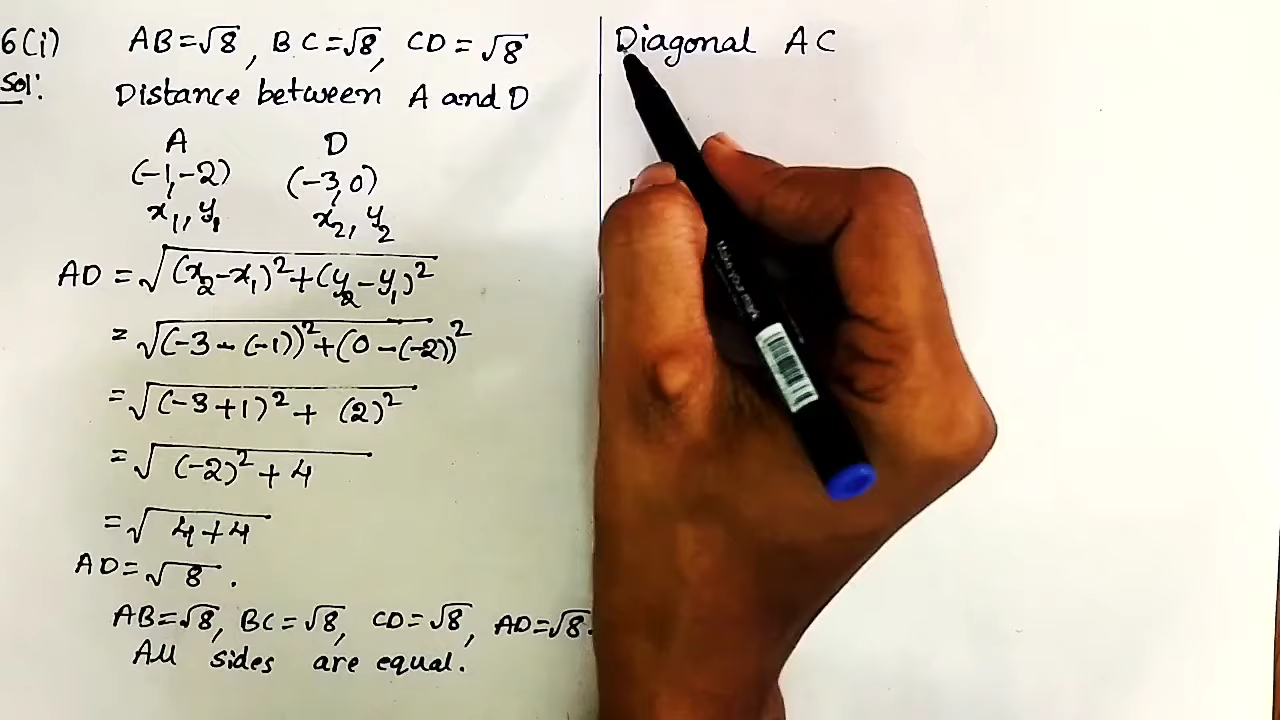 6(i) AB=√8, BC=√8, CD=√8
Sol:
Distance between A and D
A D
(-1,-2) (-3,0)
x₁,y₁ x₂,y₂
AD = √(x₂-x₁)²+(y₂-y₁)²
= √(-3-(-1))²+(0-(-2))²
= √(-3+1)²+ (2)²
= √(-2)²+4
= √4+4
AD=√8.
AB=√8, BC=√8, CD=√8, AD=√8.
All sides are equal.
Diagonal AC
Make your mark